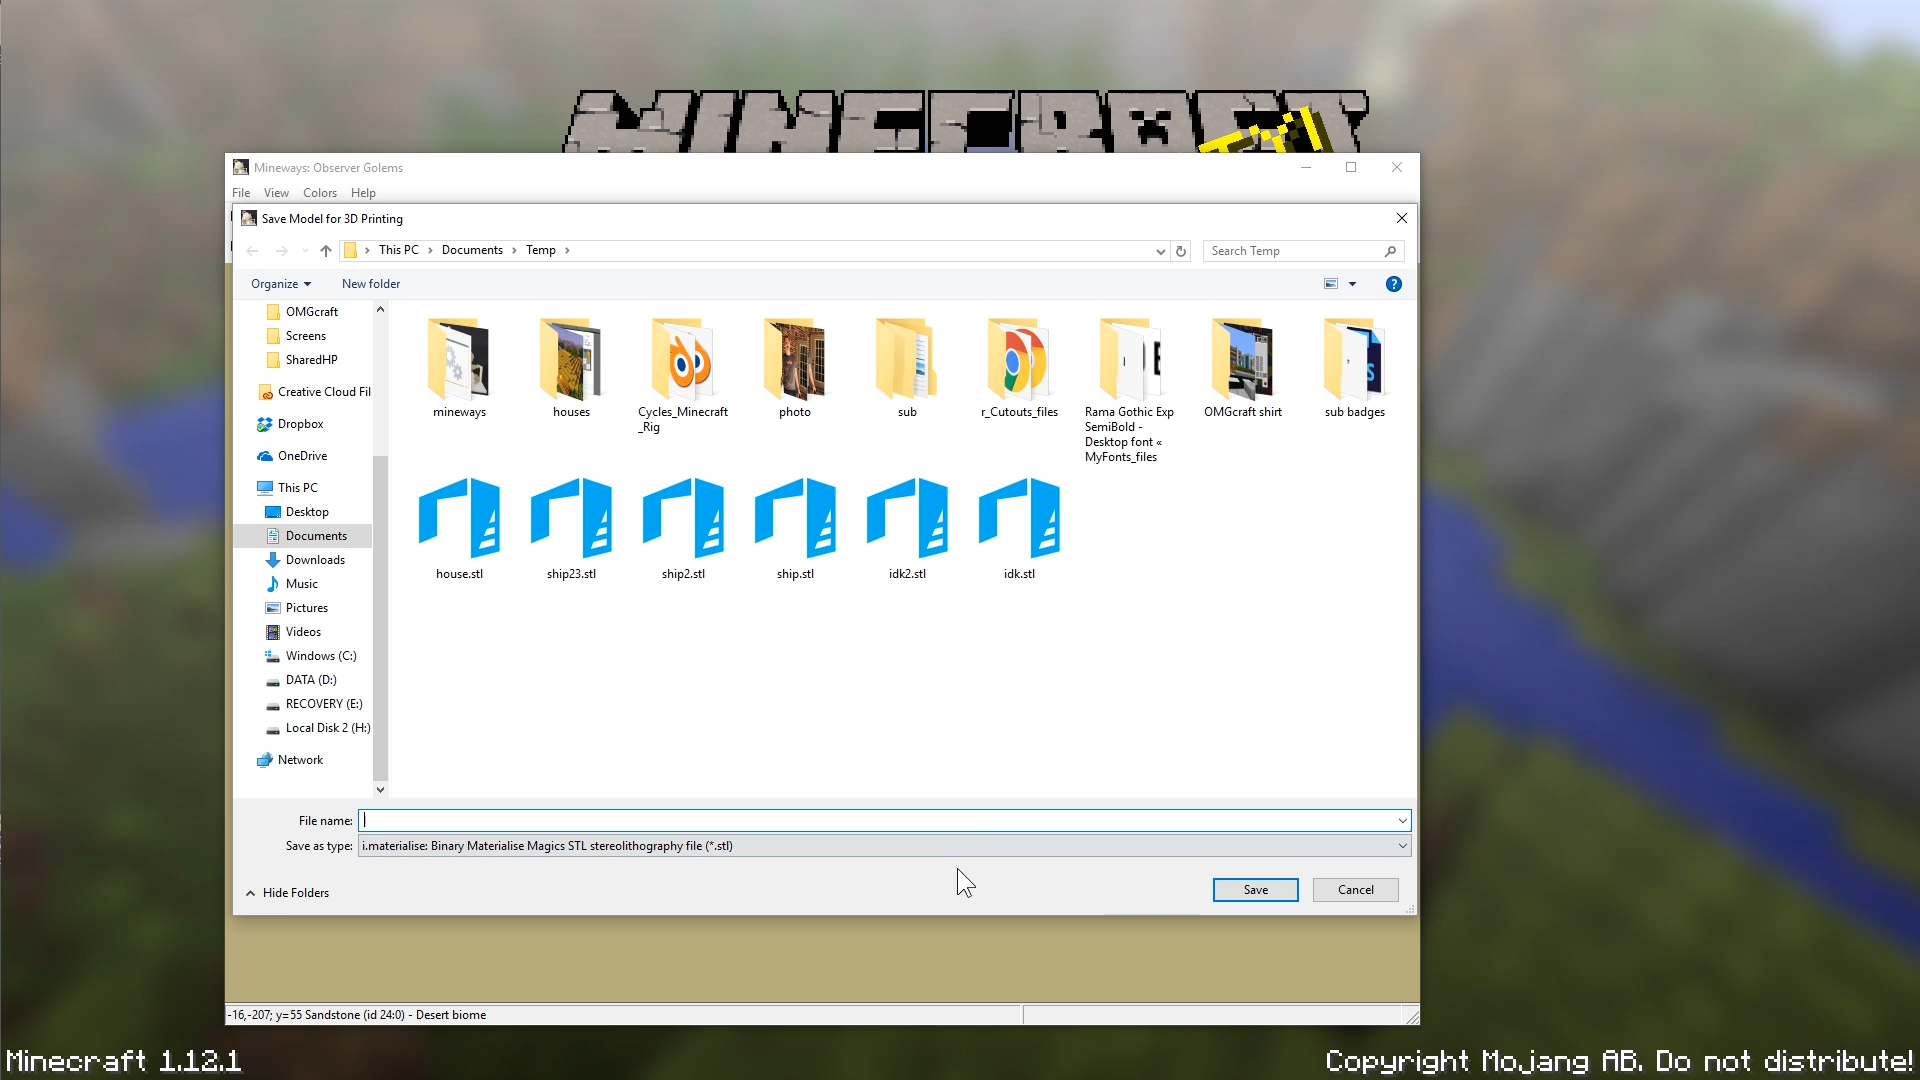 MINECRAFT
Mineways: Observer Golems
File View Colors Help
Save Model for 3D Printing
This PC Documents Temp
Search Temp
Organize New folder
OMGcraft
Screens
SharedHP
Creative Cloud Fil
Dropbox
OneDrive
This PC
Desktop
Documents
Downloads
Music
Pictures
Videos
Windows (C:)
DATA (D:)
RECOVERY (E:)
Local Disk 2 (H:)
Network
mineways
houses
Cycles_Minecraft
_Rig
photo
sub
r_Cutouts_files
Rama Gothic Exp
SemiBold -
Desktop font «
MyFonts_files
OMGcraft shirt
sub badges
house.stl
ship23.stl
ship2.stl
ship.stl
idk2.stl
idk.stl
File name:
Save as type: i.materialise: Binary Materialise Magics STL stereolithography file (*.stl)
Hide Folders
Save Cancel
-16,-207; y=55 Sandstone (id 24:0) - Desert biome
Minecraft 1.12.1
Copyright Mojang AB. Do not distribute!